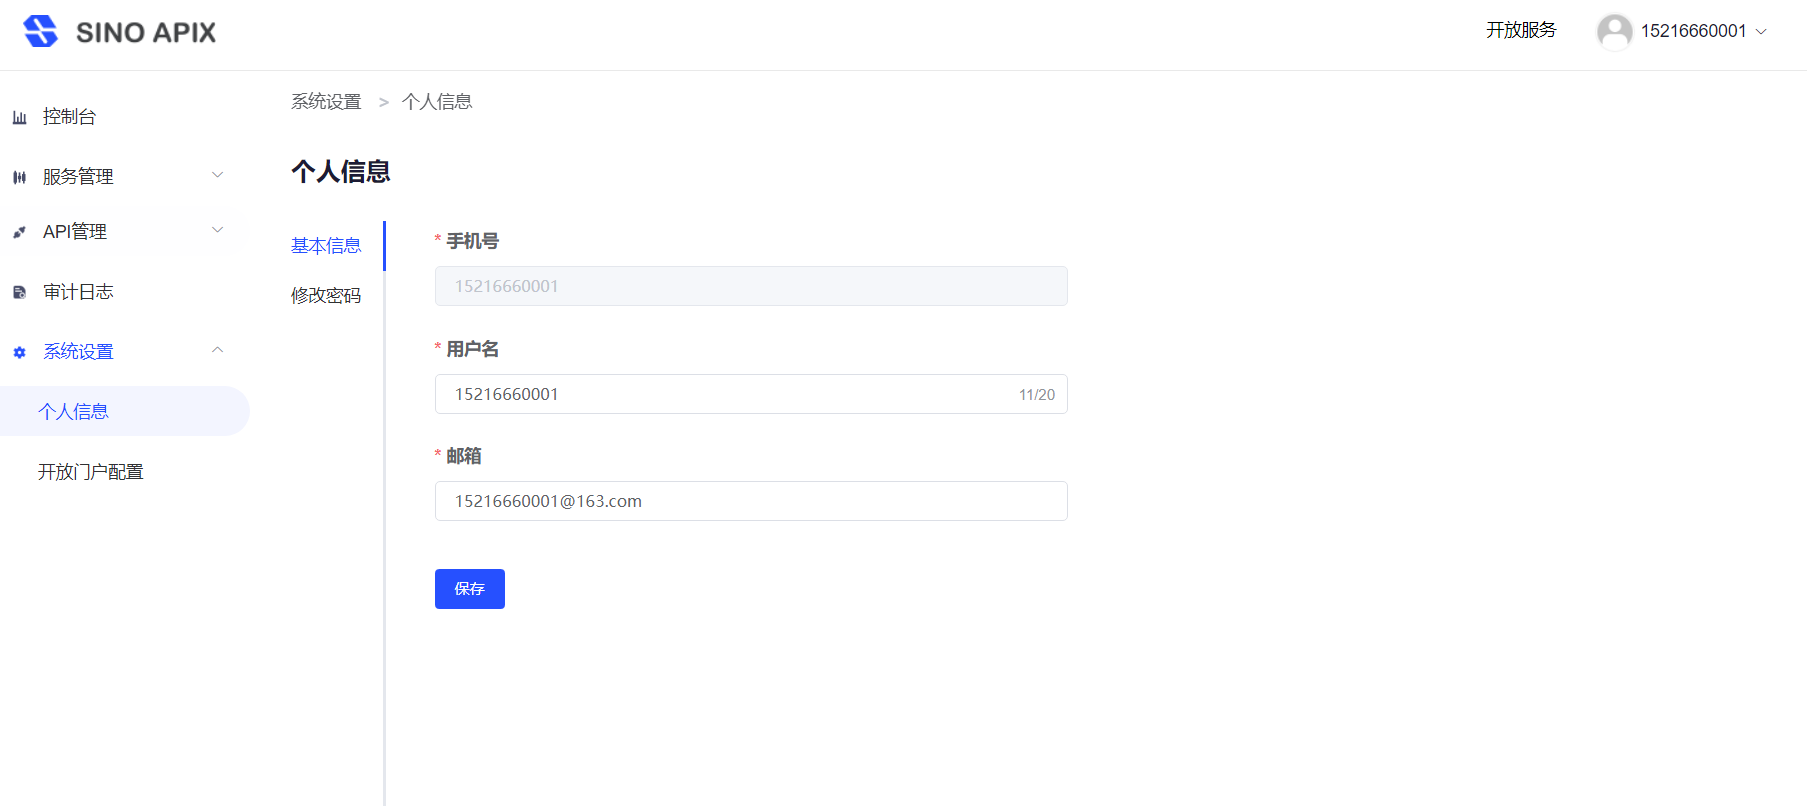 SINO APIX
开放服务
15216660001
控制台
服务管理
API管理
审计日志
系统设置
个人信息
开放门户配置
系统设置 > 个人信息
个人信息
基本信息
修改密码
* 手机号
15216660001
* 用户名
15216660001 11/20
* 邮箱
15216660001@163.com
保存